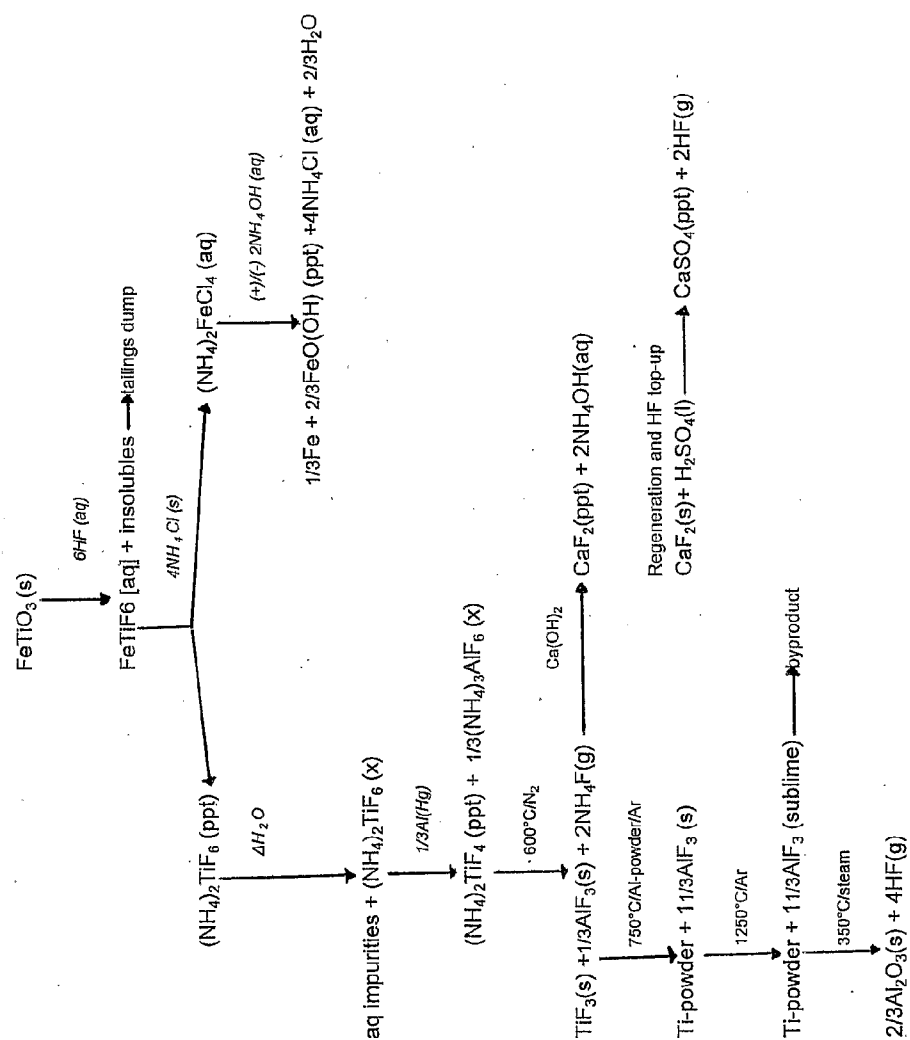 FeTiO3 (s)
6HF (aq)
FeTiF6 [aq] + insolubles
tailings dump
4NH4Cl (s)
(NH4)2TiF6 (ppt)
(NH4)2FeCl4 (aq)
ΔH2O
(+)/(-) 2NH4OH (aq)
1/3Fe + 2/3FeO(OH) (ppt) +4NH4Cl (aq) + 2/3H2O
aq impurities + (NH4)2TiF6 (x)
1/3Al(Hg)
(NH4)2TiF4 (ppt) + 1/3(NH4)3AlF6 (x)
600°C/N2
TiF3(s) +1/3AlF3(s) + 2NH4F(g)
Ca(OH)2
CaF2(ppt) + 2NH4OH(aq)
750°C/Al-powder/Ar
Ti-powder + 11/3AlF3 (s)
Regeneration and HF top-up
CaF2(s)+ H2SO4(l)
CaSO4(ppt) + 2HF(g)
1250°C/Ar
Ti-powder + 11/3AlF3 (sublime)
byproduct
350°C/steam
2/3Al2O3(s) + 4HF(g)